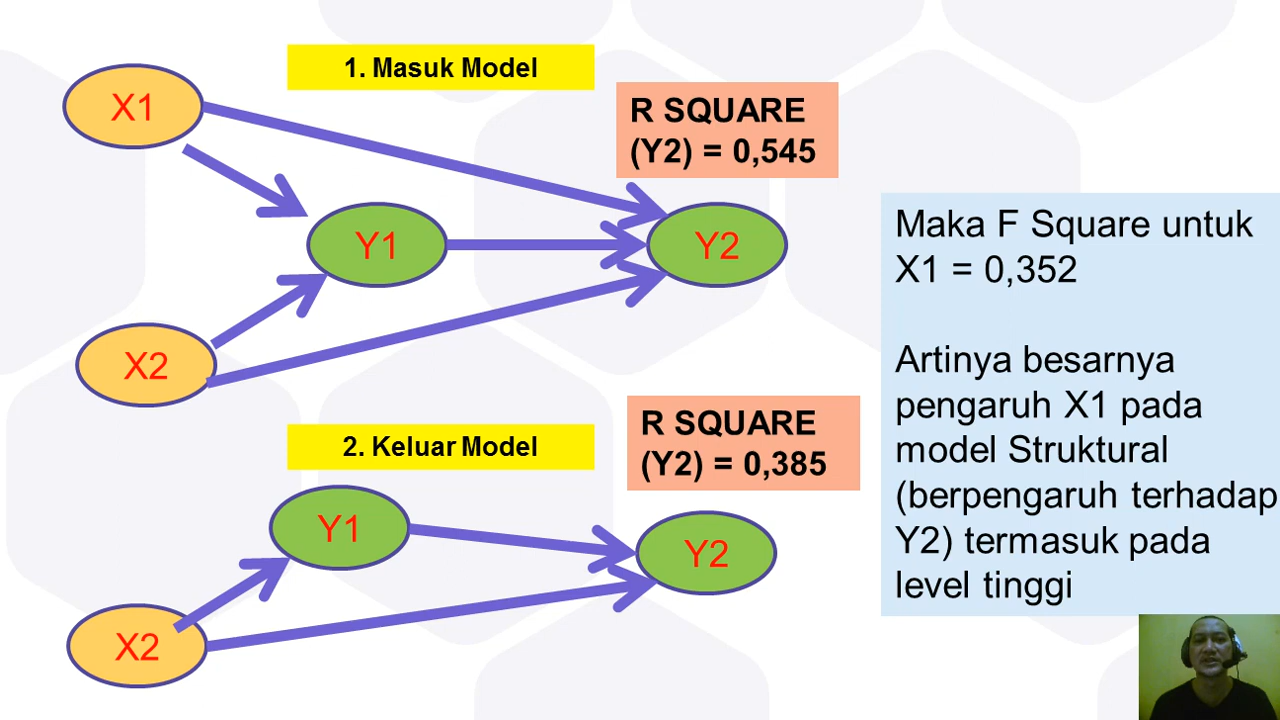 1. Masuk Model
X1
R SQUARE
(Y2) = 0,545
Y1
Y2
X2
2. Keluar Model
R SQUARE
(Y2) = 0,385
Y1
Y2
X2
Maka F Square untuk
X1 = 0,352
Artinya besarnya
pengaruh X1 pada
model Struktural
(berpengaruh terhadap
Y2) termasuk pada
level tinggi